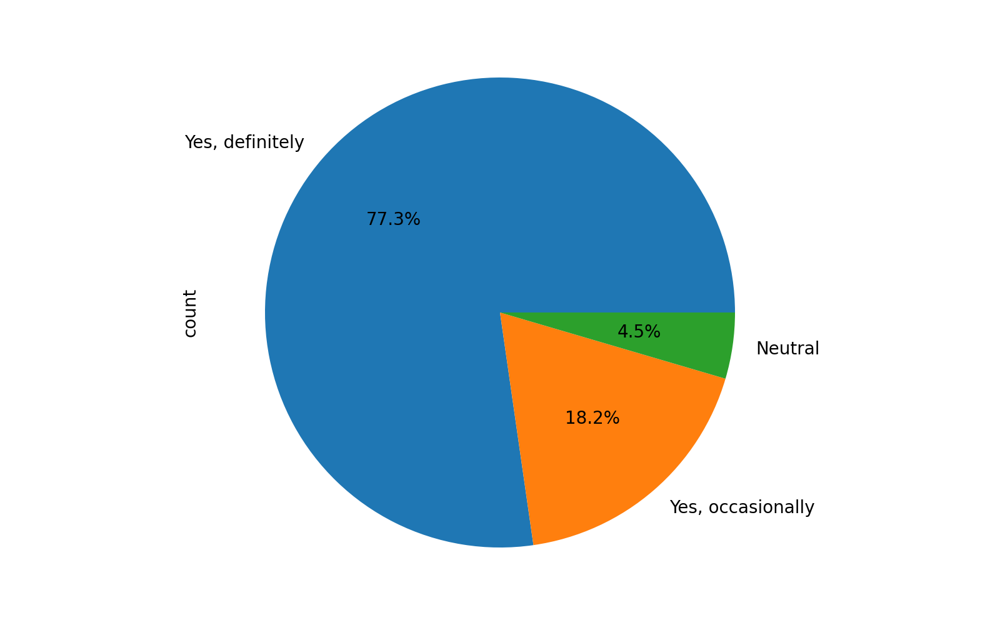 Yes, definitely
77.3%
count
4.5%
Neutral
18.2%
Yes, occasionally